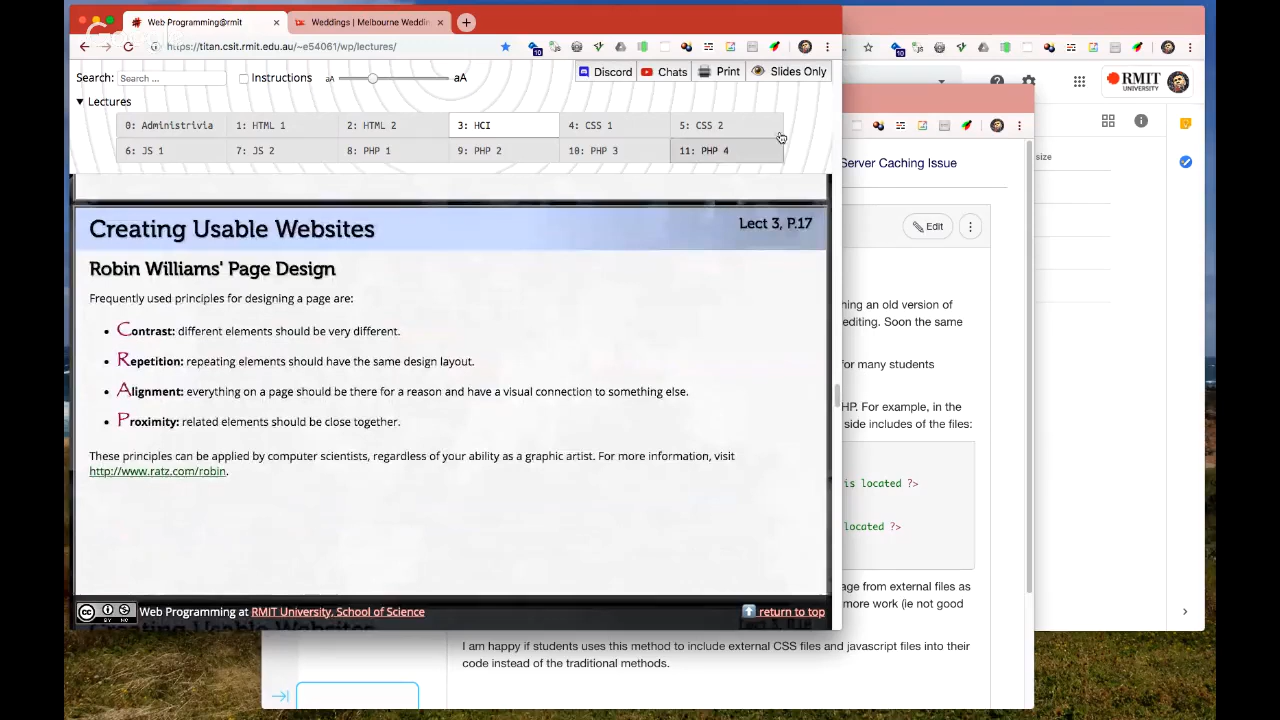 Web Programming@rmit
Weddings | Melbourne Weddin
Google
https://titan.csit.rmit.edu.au/~e54061/wp/lectures/
Search: Search ...
Instructions
aA
aA
Discord
Chats
Print
Slides Only
Lectures
0: Administrivia
1: HTML 1
2: HTML 2
3: HCI
4: CSS 1
5: CSS 2
6: JS 1
7: JS 2
8: PHP 1
9: PHP 2
10: PHP 3
11: PHP 4
Creating Usable Websites
Lect 3, P.17
Robin Williams' Page Design
Frequently used principles for designing a page are:
• Contrast: different elements should be very different.
• Repetition: repeating elements should have the same design layout.
• Alignment: everything on a page should be there for a reason and have a visual connection to something else.
• Proximity: related elements should be close together.
These principles can be applied by computer scientists, regardless of your ability as a graphic artist. For more information, visit
http://www.ratz.com/robin.
Web Programming at RMIT University, School of Science
return to top
Creating Usable Websites
Lect 3, P.18
RMIT
UNIVERSITY
Server Caching Issue
size
Edit
hing an old version of
editing. Soon the same
for many students
HP. For example, in the
side includes of the files:
is located ?>
located ?>
age from external files as
more work (ie not good
I am happy if students uses this method to include external CSS files and javascript files into their
code instead of the traditional methods.